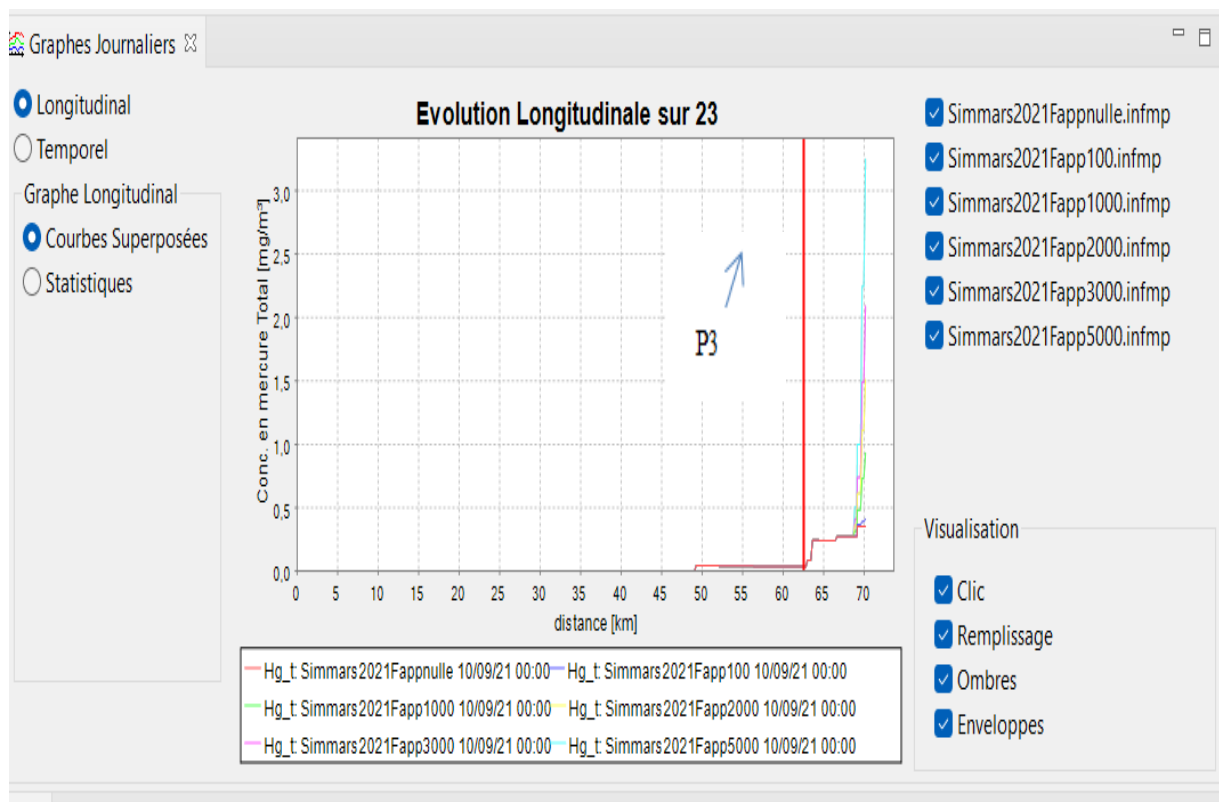 Graphes Journaliers
Longitudinal
Temporel
Graphe Longitudinal
Courbes Superposées
Statistiques
Evolution Longitudinale sur 23
Conc. en mercure Total [mg/m³]
3,0
2,5
2,0
1,5
1,0
0,5
0,0
P3
0 5 10 15 20 25 30 35 40 45 50 55 60 65 70
distance [km]
Hg_t: Simmars2021Fappnulle 10/09/21 00:00 Hg_t: Simmars2021Fapp100 10/09/21 00:00
Hg_t: Simmars2021Fapp1000 10/09/21 00:00 Hg_t: Simmars2021Fapp2000 10/09/21 00:00
Hg_t: Simmars2021Fapp3000 10/09/21 00:00 Hg_t: Simmars2021Fapp5000 10/09/21 00:00
Simmars2021Fappnulle.infmp
Simmars2021Fapp100.infmp
Simmars2021Fapp1000.infmp
Simmars2021Fapp2000.infmp
Simmars2021Fapp3000.infmp
Simmars2021Fapp5000.infmp
Visualisation
Clic
Remplissage
Ombres
Enveloppes